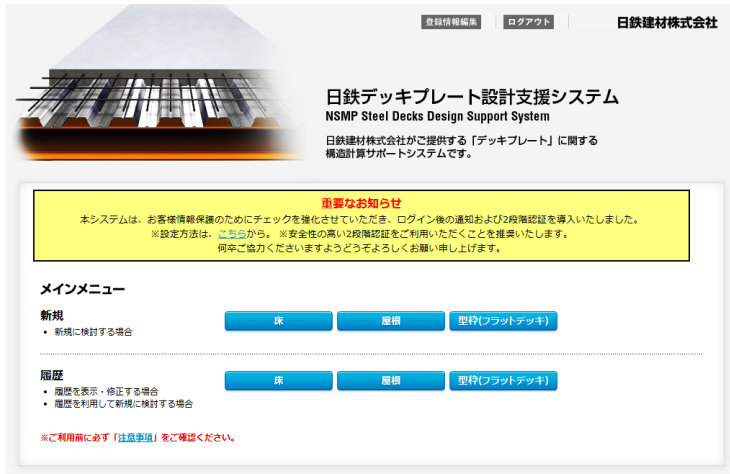 登録情報編集 ログアウト 日鉄建材株式会社
日鉄デッキプレート設計支援システム
NSMP Steel Decks Design Support System
日鉄建材株式会社がご提供する「デッキプレート」に関する
構造計算サポートシステムです。
重要なお知らせ
本システムは、お客様情報保護のためにチェックを強化させていただき、ログイン後の通知および2段階認証を導入いたしました。
※設定方法は、こちらから。 ※安全性の高い2段階認証をご利用いただくことを推奨いたします。
何卒ご協力くださいますようどうぞよろしくお願い申し上げます。
メインメニュー
新規
• 新規に検討する場合
床 屋根 型枠(フラットデッキ)
履歴
• 履歴を表示・修正する場合
• 履歴を利用して新規に検討する場合
床 屋根 型枠(フラットデッキ)
※ご利用前に必ず「注意事項」をご確認ください。